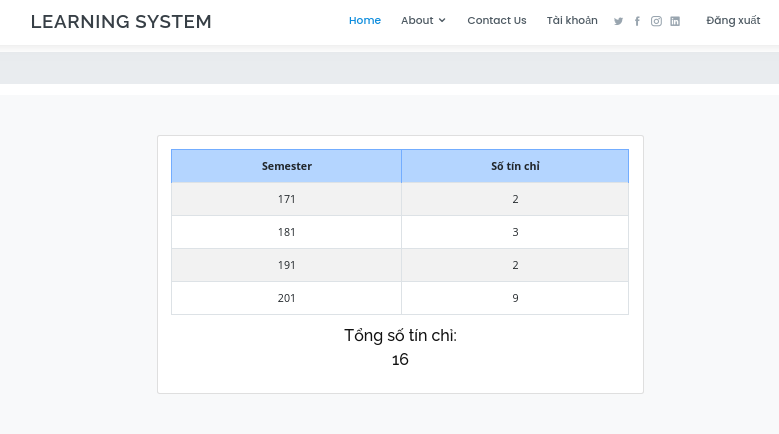 LEARNING SYSTEM
Home About Contact Us Tài khoản Đăng xuất
Semester Số tín chỉ
171 2
181 3
191 2
201 9
Tổng số tín chỉ:
16